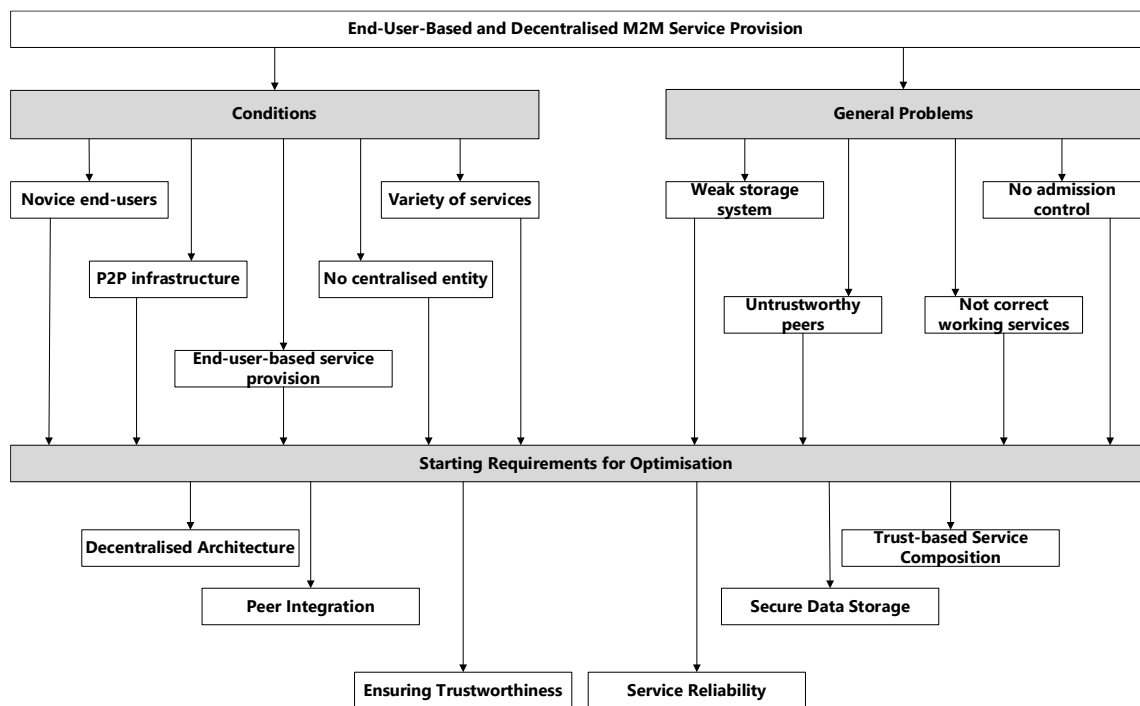 End-User-Based and Decentralised M2M Service Provision
Conditions
General Problems
Novice end-users
Variety of services
Weak storage
system
No admission
control
P2P infrastructure
No centralised entity
Untrustworthy
peers
Not correct
working services
End-user-based service
provision
Starting Requirements for Optimisation
Decentralised Architecture
Trust-based Service
Composition
Peer Integration
Secure Data Storage
Ensuring Trustworthiness
Service Reliability